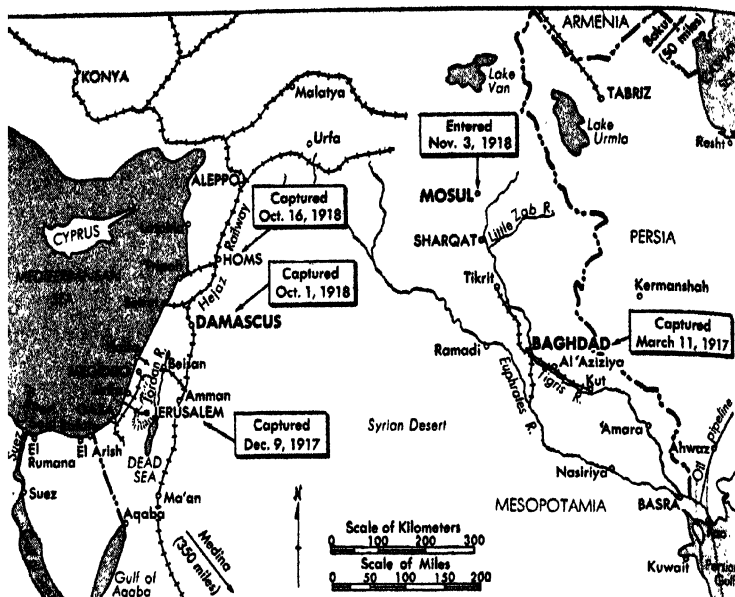 ARMENIA
Baku
(50 miles)
KONYA
Lake
Van
TABRIZ
Malatya
Urfa
Entered
Nov. 3, 1918
Lake
Urmia
Resht
ALEPPO
Captured
Oct. 16, 1918
MOSUL
Little Zab R.
CYPRUS
Railway
SHARQAT
PERSIA
HOMS
MEDITERRANEAN
SEA
Captured
Oct. 1, 1918
Tikrit
Kermanshah
Hejaz
DAMASCUS
BAGHDAD
Captured
March 11, 1917
Ramadi
Al 'Aziziya
Beisan
Jordan R.
Tigris R.
Kut
Amman
Euphrates R.
JERUSALEM
Captured
Dec. 9, 1917
Syrian Desert
Amara
Ahwaz
Oil pipeline
El
Rumana
El Arish
DEAD
SEA
Suez
Nasiriya
Suez
Ma'an
MESOPOTAMIA
BASRA
Aqaba
N
Medina
(350 miles)
Scale of Kilometers
0 100 200 300
Scale of Miles
0 50 100 150 200
Kuwait
Persian
Gulf
Gulf of
Aqaba